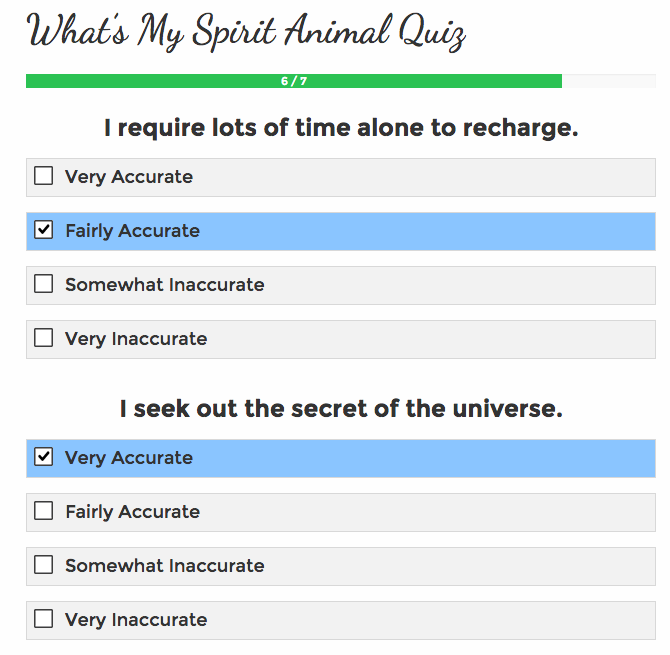 What's My Spirit Animal Quiz
6 / 7
I require lots of time alone to recharge.
Very Accurate
Fairly Accurate
Somewhat Inaccurate
Very Inaccurate
I seek out the secret of the universe.
Very Accurate
Fairly Accurate
Somewhat Inaccurate
Very Inaccurate